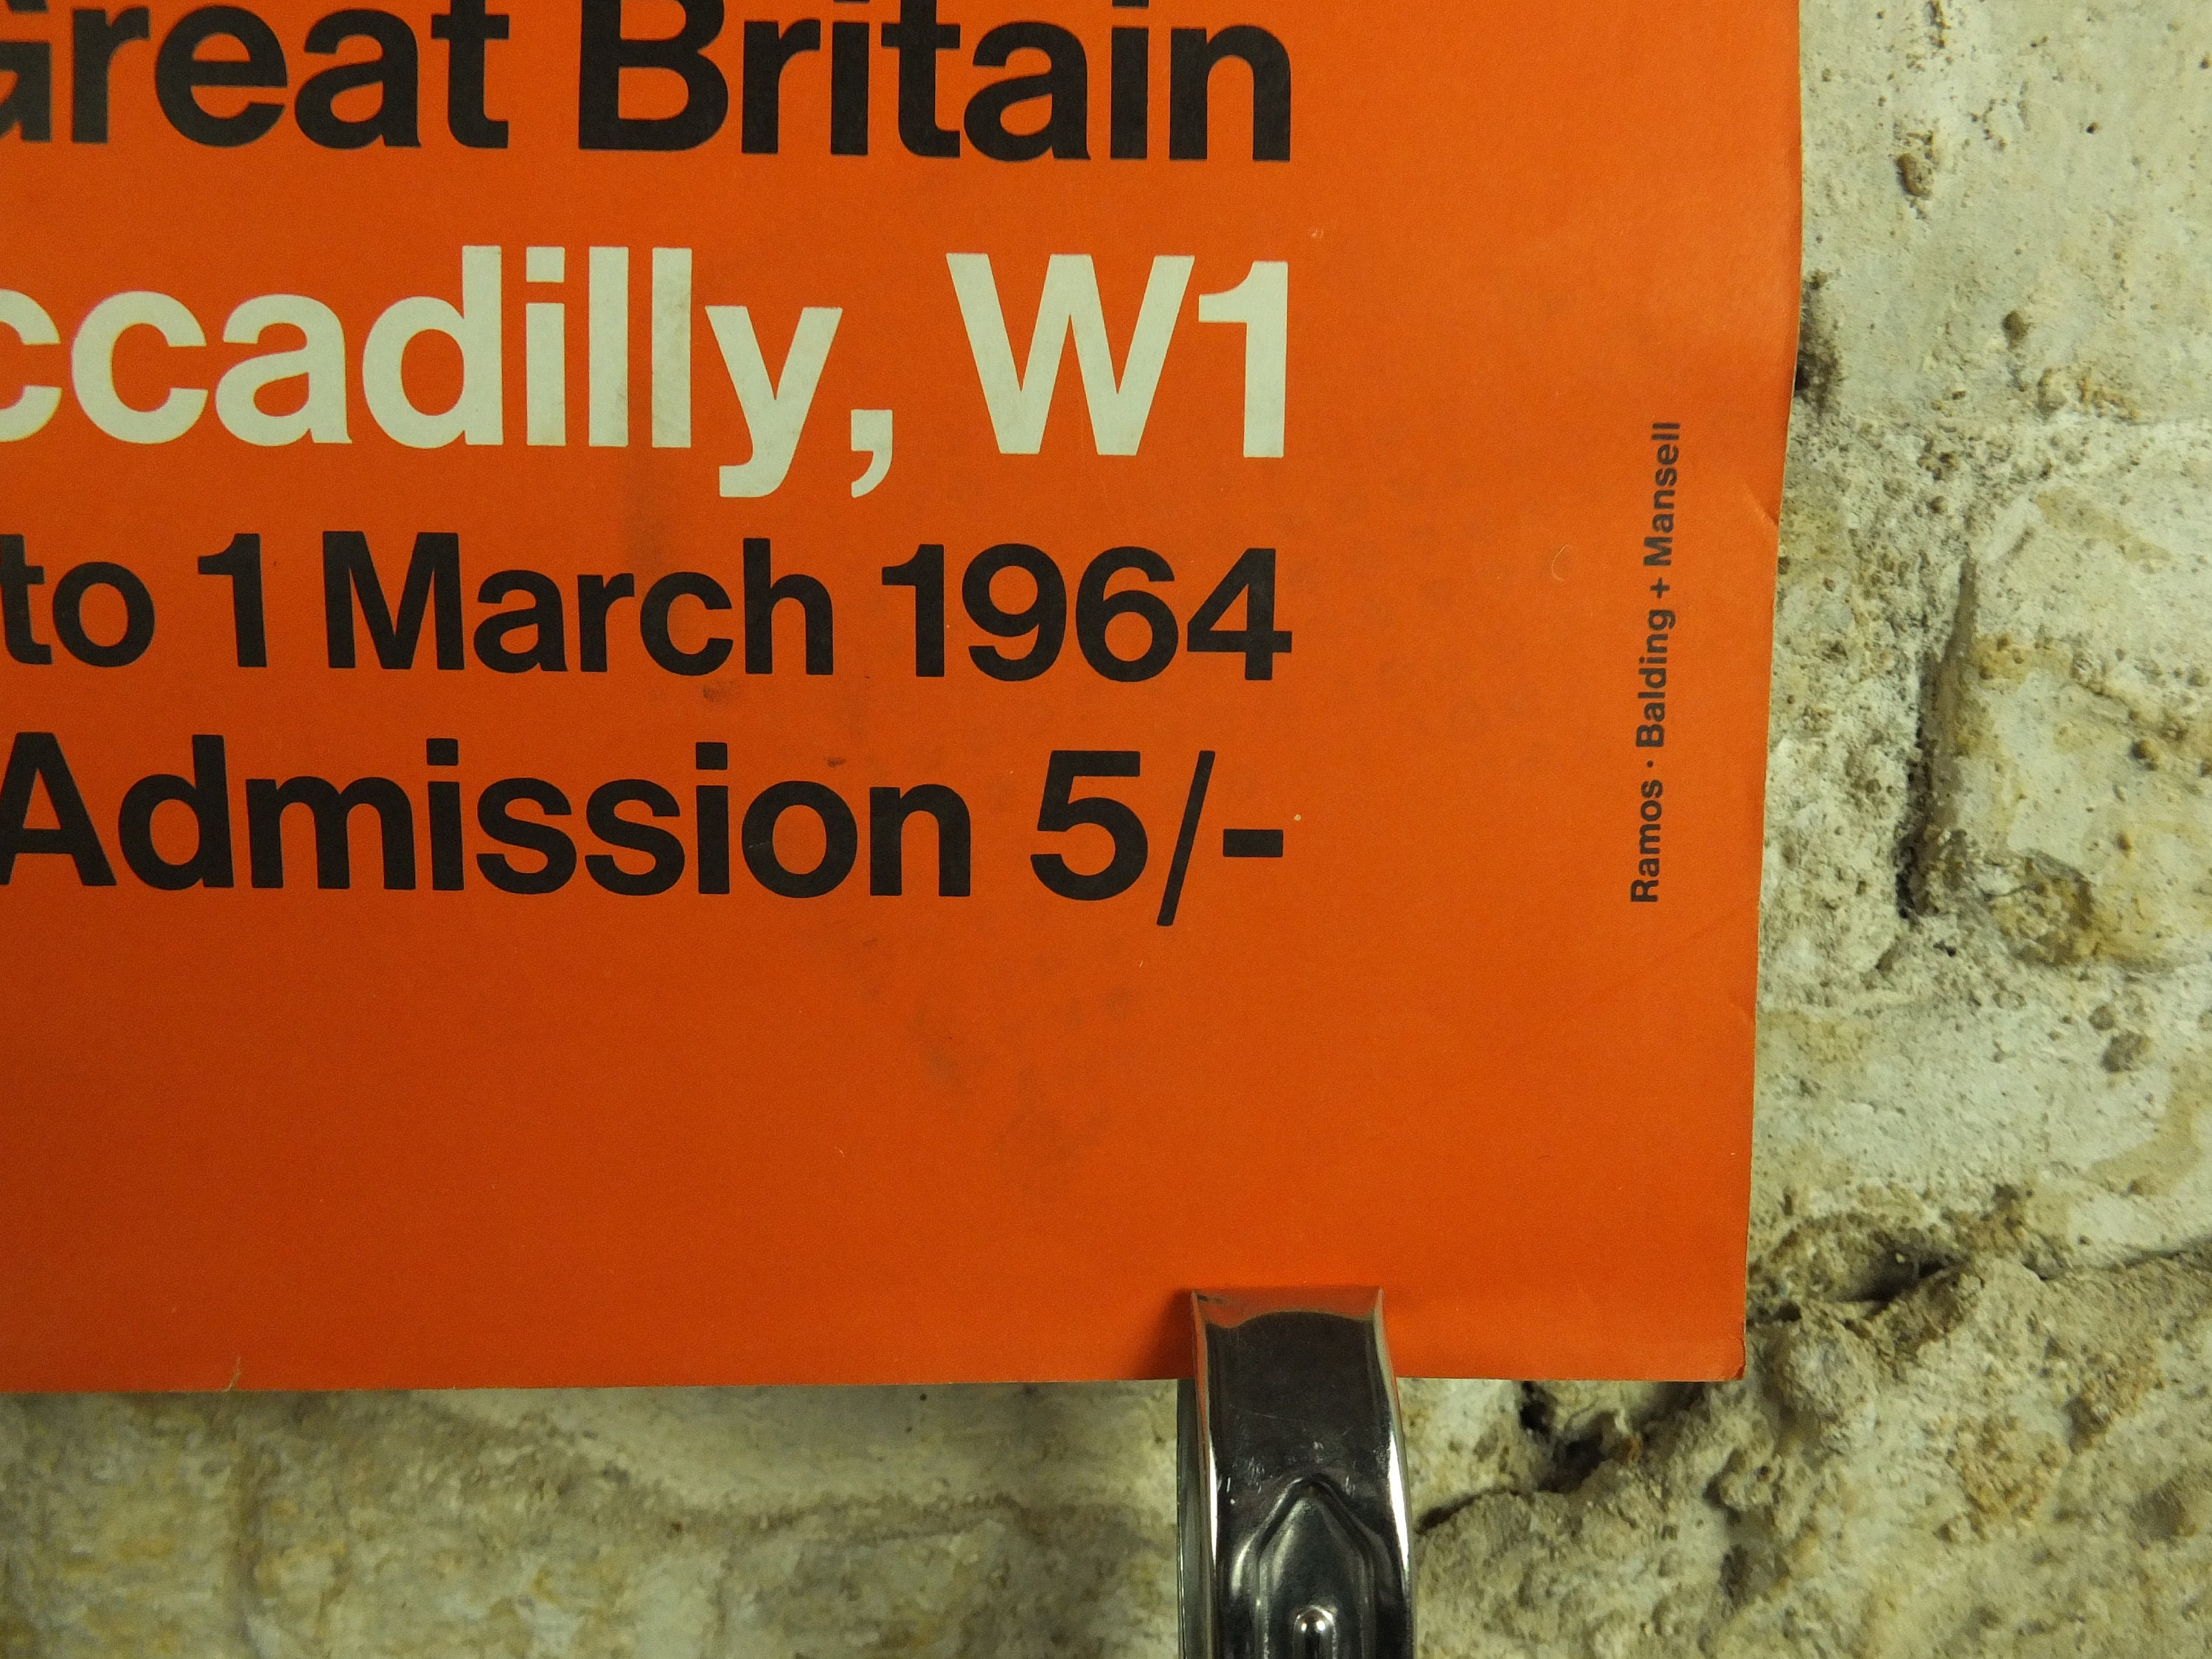 Great Britain
ccadilly, W1
to 1 March 1964
Admission 5/-
Ramos · Balding + Mansell